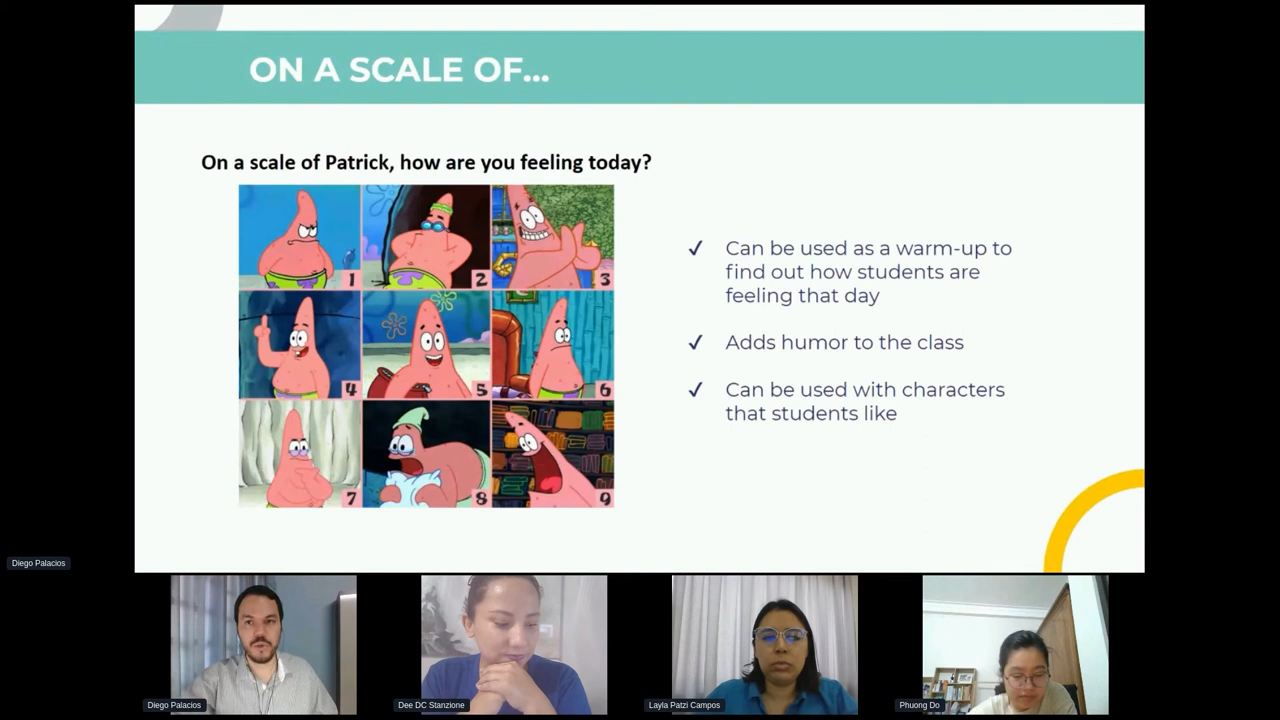 ON A SCALE OF...
On a scale of Patrick, how are you feeling today?
1
2
3
4
5
6
7
8
9
✓ Can be used as a warm-up to
find out how students are
feeling that day
✓ Adds humor to the class
✓ Can be used with characters
that students like
Diego Palacios
Diego Palacios
Dee DC Stanzione
Layla Patzi Campos
Phuong Do